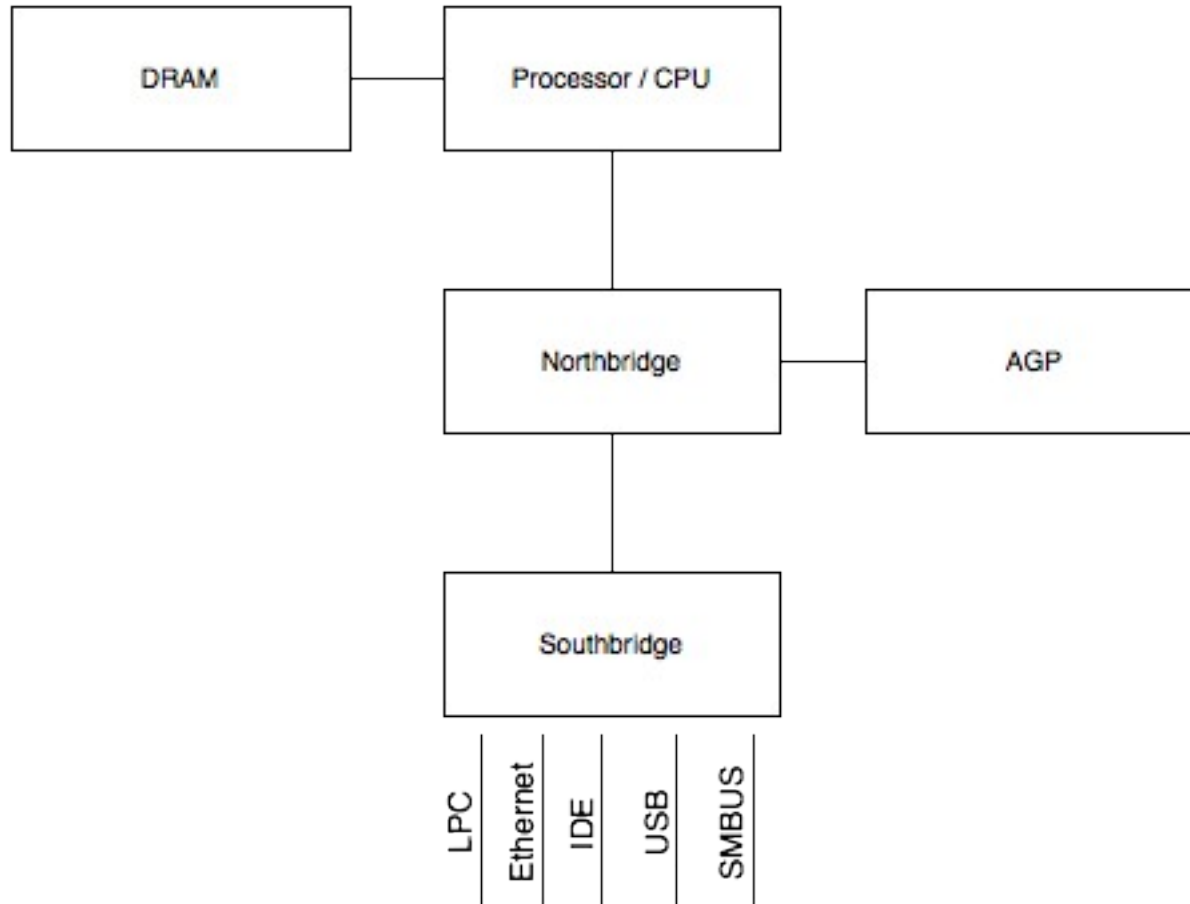 DRAM
Processor / CPU
Northbridge
AGP
Southbridge
LPC
Ethernet
IDE
USB
SMBUS